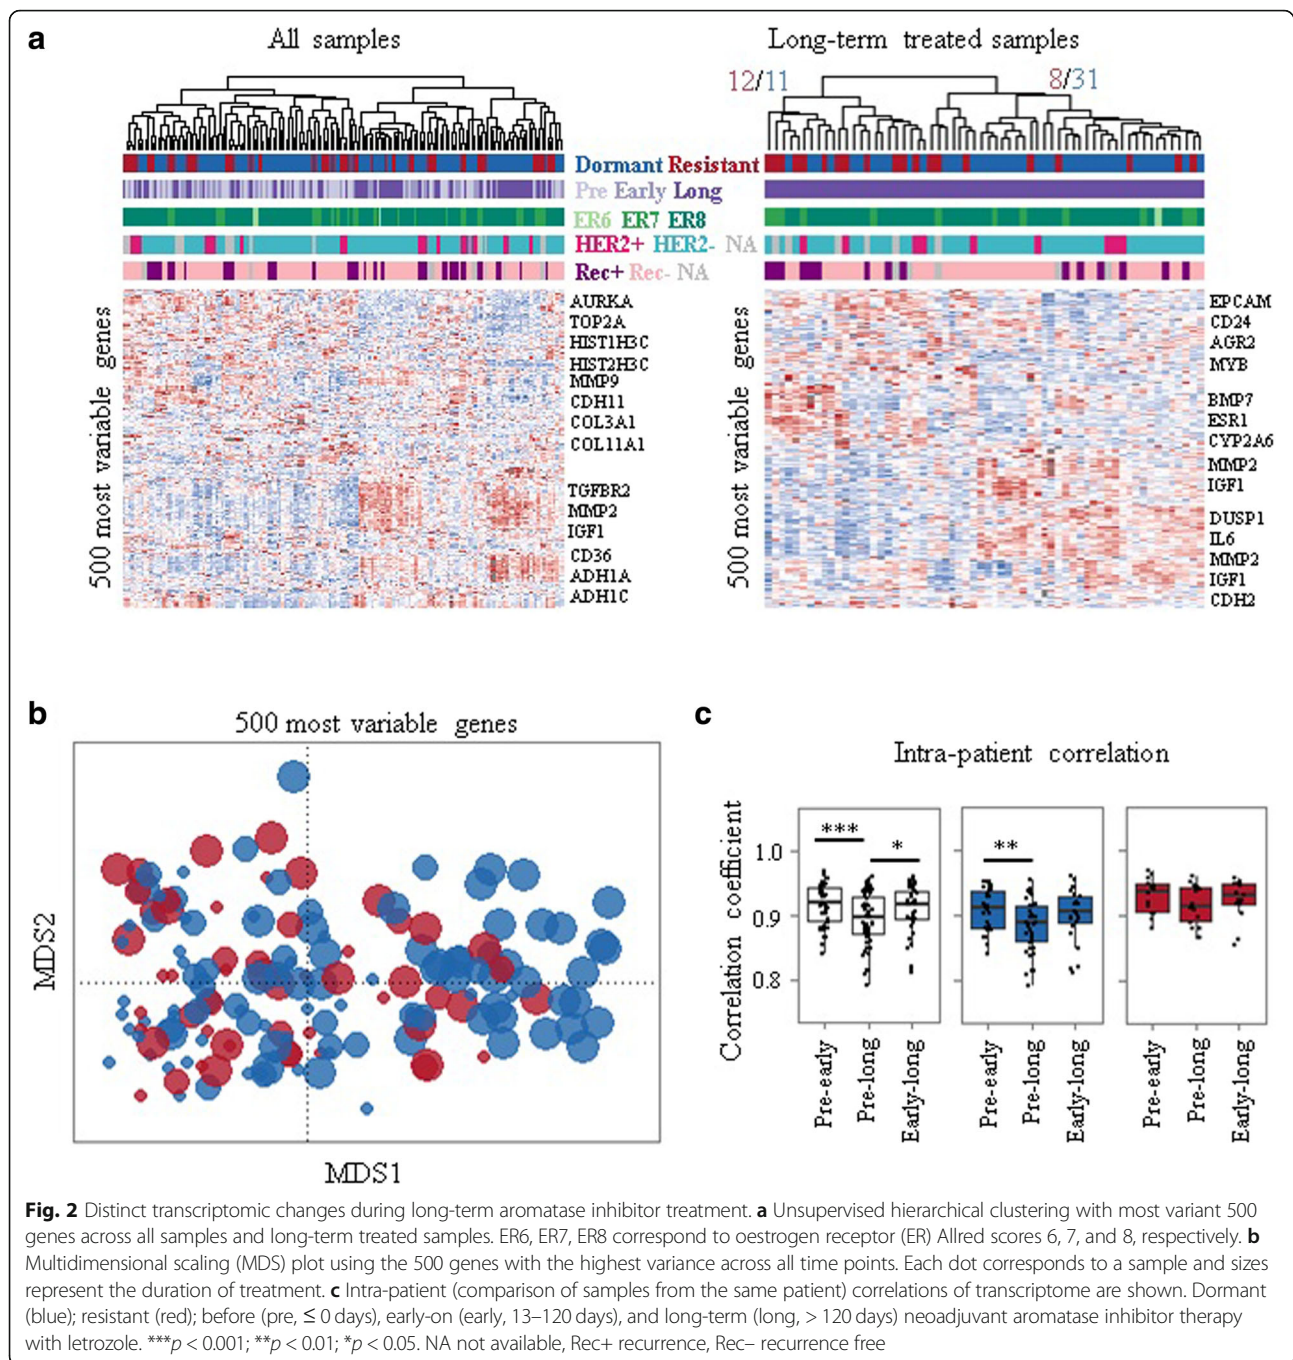 a
All samples
Long-term treated samples
12/11
8/31
Dormant Resistant
Pre Early Long
ER6 ER7 ER8
HER2+ HER2- NA
Rec+ Rec- NA
500 most variable genes
AURKA
TOP2A
HIST1H3C
HIST2H3C
MMP9
CDH11
COL3A1
COL11A1
TGFBR2
MMP2
IGF1
CD36
ADH1A
ADH1C
500 most variable genes
EPCAM
CD24
AGR2
MYB
BMP7
ESR1
CYP2A6
MMP2
IGF1
DUSP1
IL6
MMP2
IGF1
CDH2
b
500 most variable genes
MDS2
MDS1
c
Intra-patient correlation
Correlation coefficient
1.0
0.9
0.8
***
*
**
Pre-early
Pre-long
Early-long
Pre-early
Pre-long
Early-long
Pre-early
Pre-long
Early-long
Fig. 2 Distinct transcriptomic changes during long-term aromatase inhibitor treatment. a Unsupervised hierarchical clustering with most variant 500
genes across all samples and long-term treated samples. ER6, ER7, ER8 correspond to oestrogen receptor (ER) Allred scores 6, 7, and 8, respectively. b
Multidimensional scaling (MDS) plot using the 500 genes with the highest variance across all time points. Each dot corresponds to a sample and sizes
represent the duration of treatment. c Intra-patient (comparison of samples from the same patient) correlations of transcriptome are shown. Dormant
(blue); resistant (red); before (pre, ≤ 0 days), early-on (early, 13–120 days), and long-term (long, > 120 days) neoadjuvant aromatase inhibitor therapy
with letrozole. ***p < 0.001; **p < 0.01; *p < 0.05. NA not available, Rec+ recurrence, Rec− recurrence free